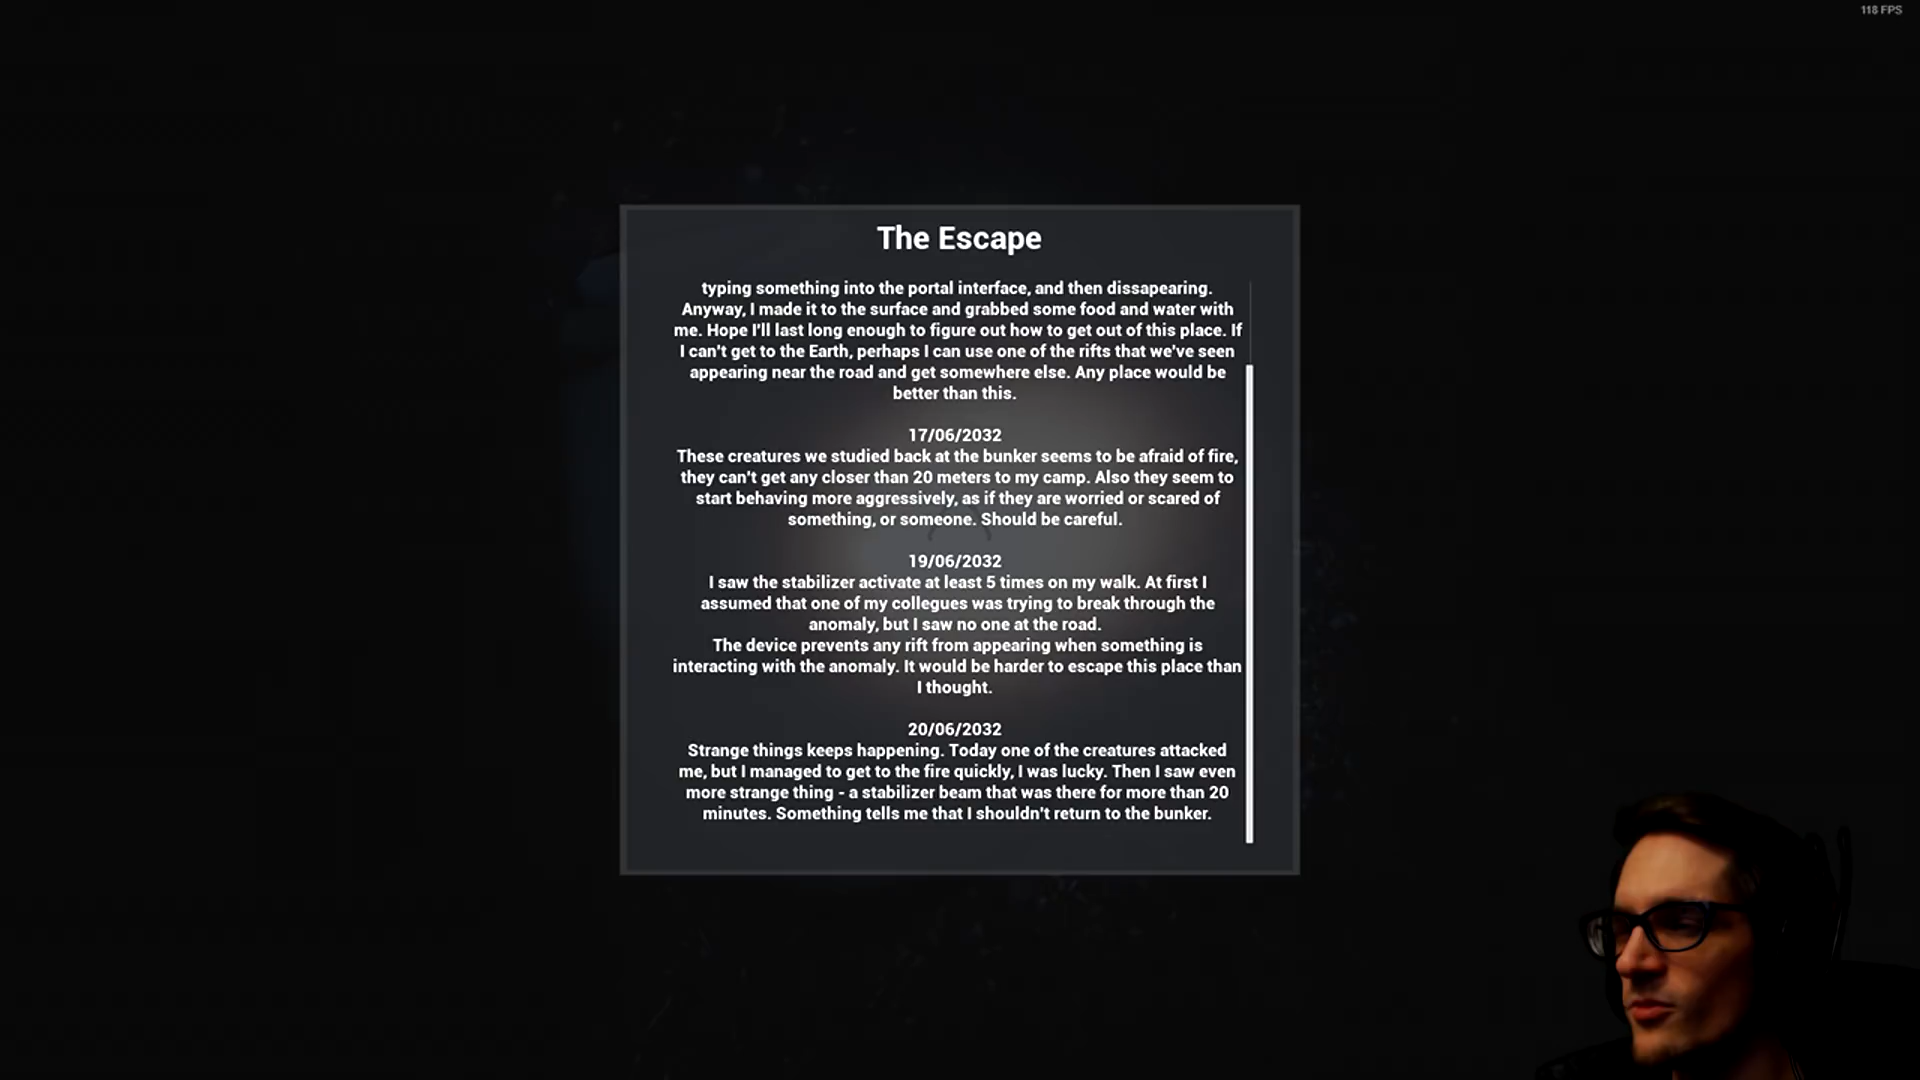 118 FPS
The Escape
typing something into the portal interface, and then dissapearing.
Anyway, I made it to the surface and grabbed some food and water with
me. Hope I'll last long enough to figure out how to get out of this place. If
I can't get to the Earth, perhaps I can use one of the rifts that we've seen
appearing near the road and get somewhere else. Any place would be
better than this.
17/06/2032
These creatures we studied back at the bunker seems to be afraid of fire,
they can't get any closer than 20 meters to my camp. Also they seem to
start behaving more aggressively, as if they are worried or scared of
something, or someone. Should be careful.
19/06/2032
I saw the stabilizer activate at least 5 times on my walk. At first I
assumed that one of my collegues was trying to break through the
anomaly, but I saw no one at the road.
The device prevents any rift from appearing when something is
interacting with the anomaly. It would be harder to escape this place than
I thought.
20/06/2032
Strange things keeps happening. Today one of the creatures attacked
me, but I managed to get to the fire quickly, I was lucky. Then I saw even
more strange thing - a stabilizer beam that was there for more than 20
minutes. Something tells me that I shouldn't return to the bunker.